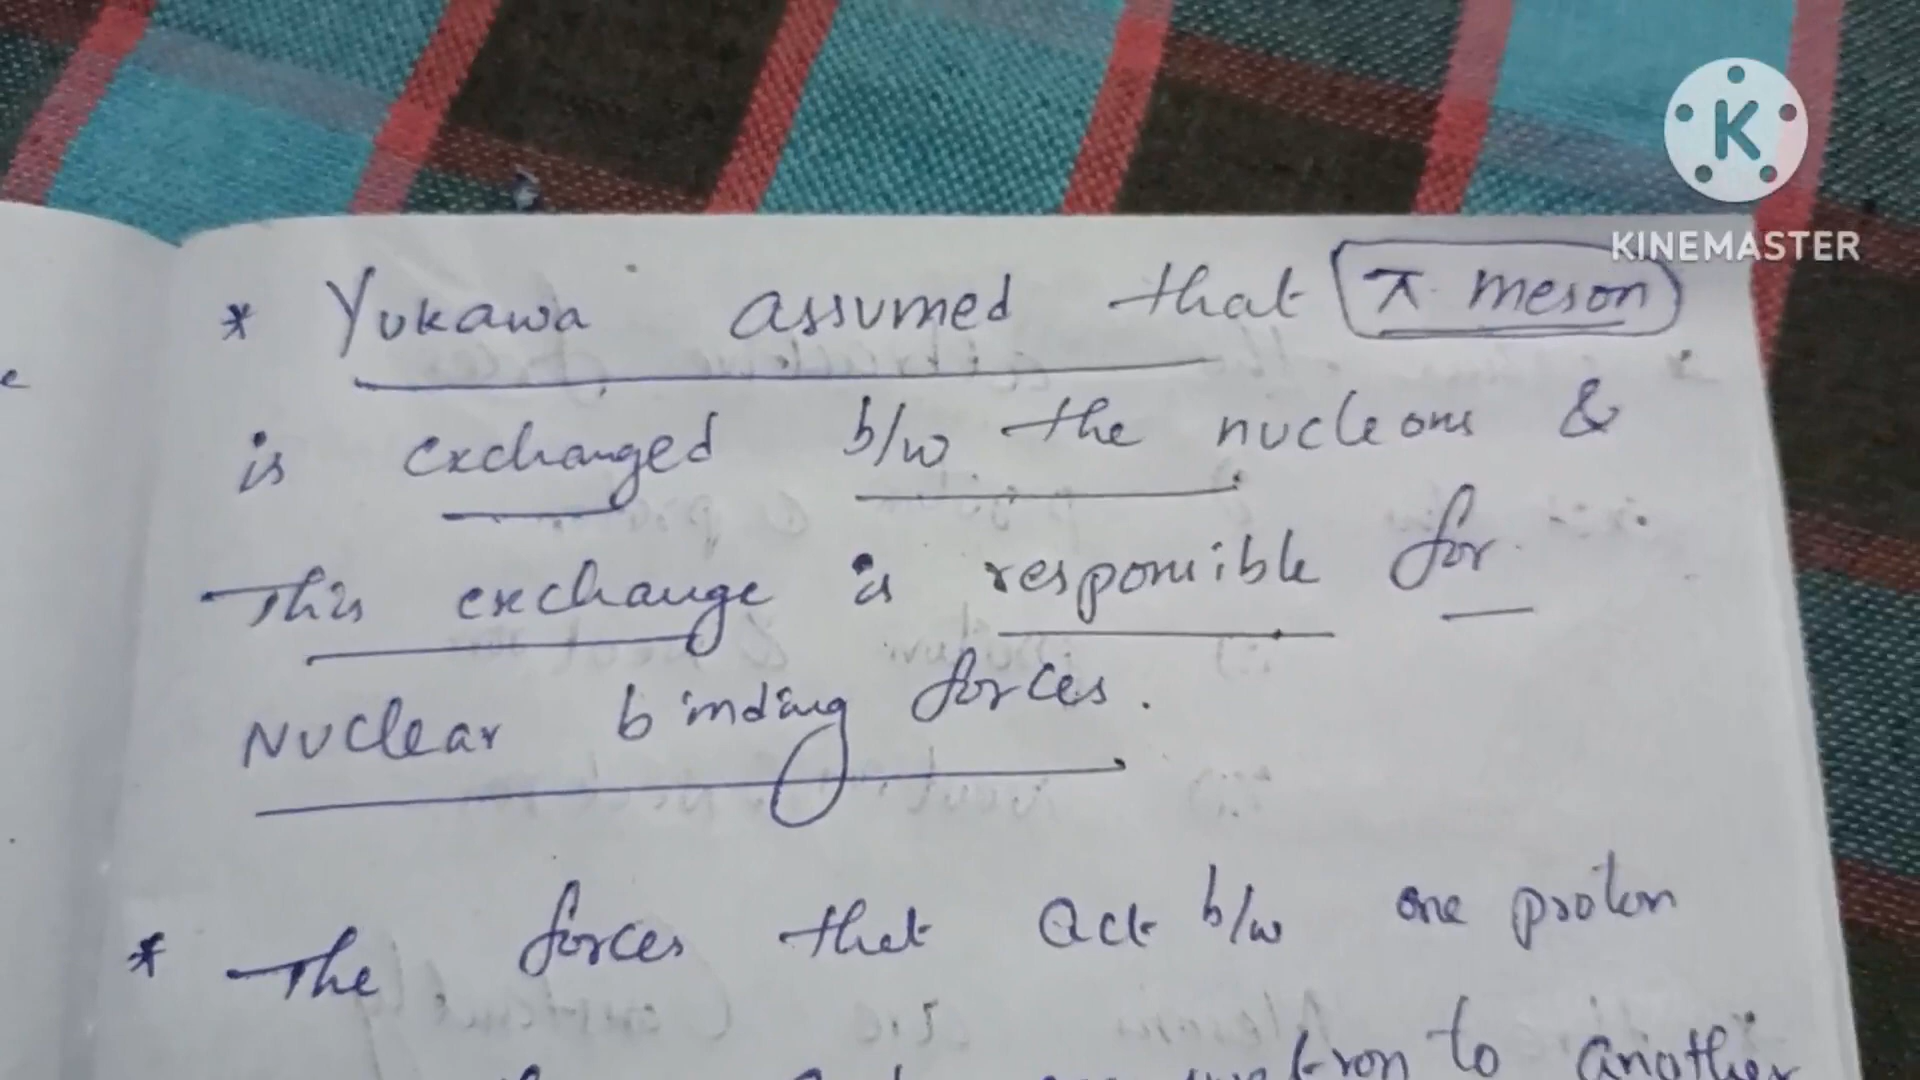 K
KINEMASTER
* Yukawa assumed that π meson
is exchanged b/w the nucleons &
This exchange is responsible for
Nuclear binding forces.
* The forces that act b/w one proton
to another